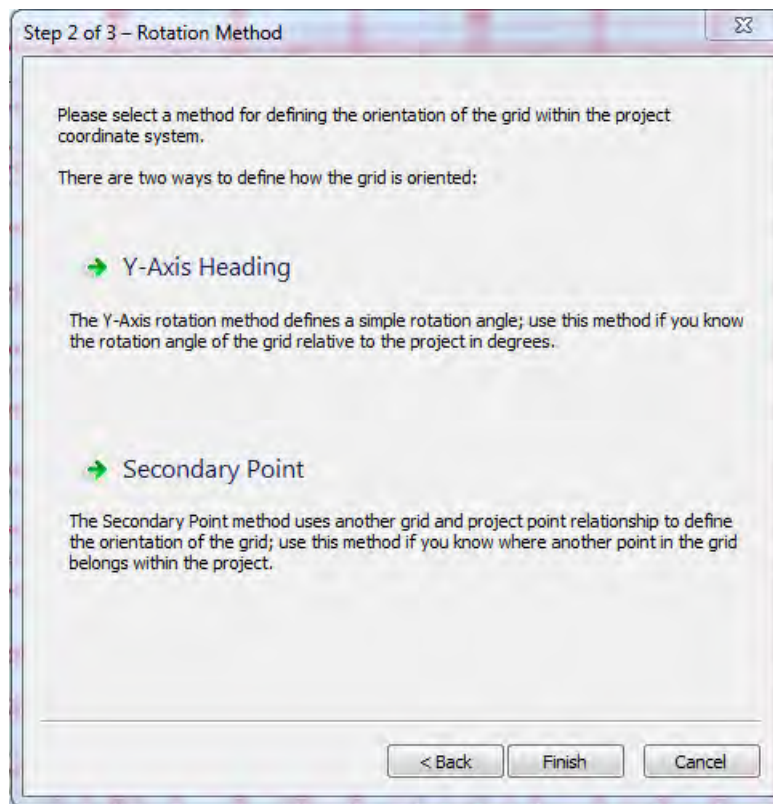 Step 2 of 3 – Rotation Method
Please select a method for defining the orientation of the grid within the project
coordinate system.
There are two ways to define how the grid is oriented:
Y-Axis Heading
The Y-Axis rotation method defines a simple rotation angle; use this method if you know
the rotation angle of the grid relative to the project in degrees.
Secondary Point
The Secondary Point method uses another grid and project point relationship to define
the orientation of the grid; use this method if you know where another point in the grid
belongs within the project.
< Back Finish Cancel